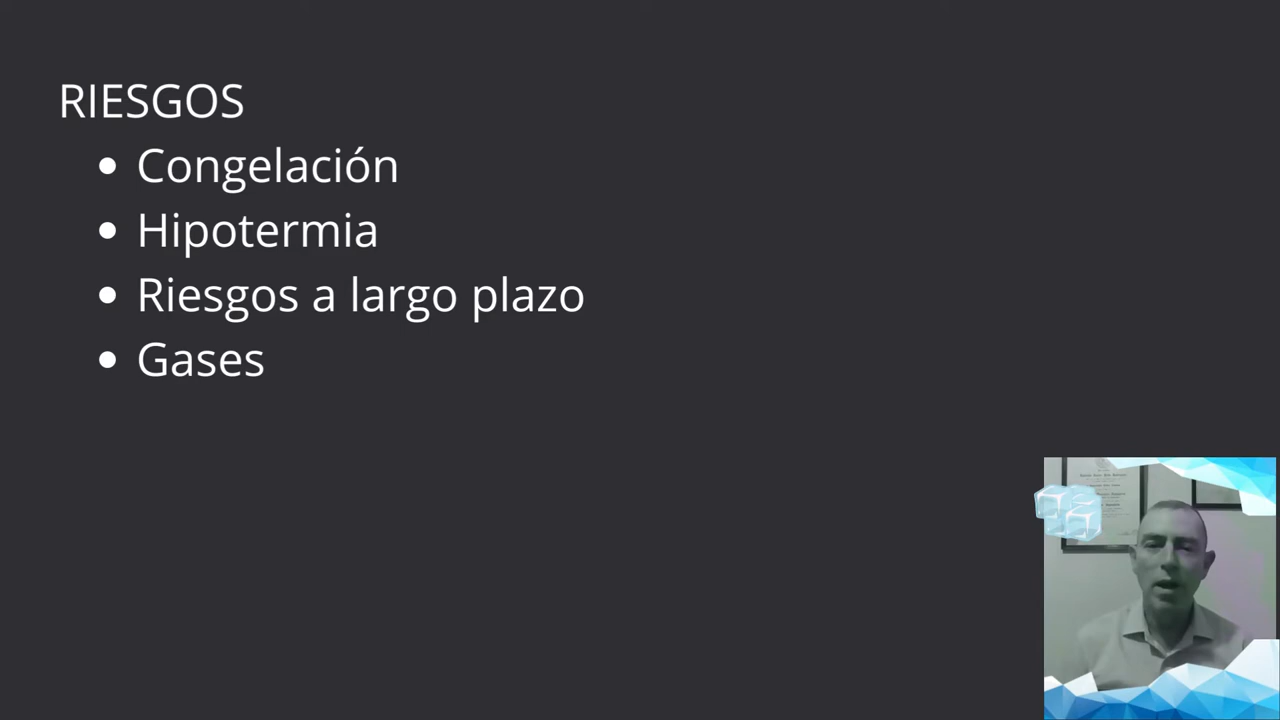 RIESGOS
• Congelación
• Hipotermia
• Riesgos a largo plazo
• Gases